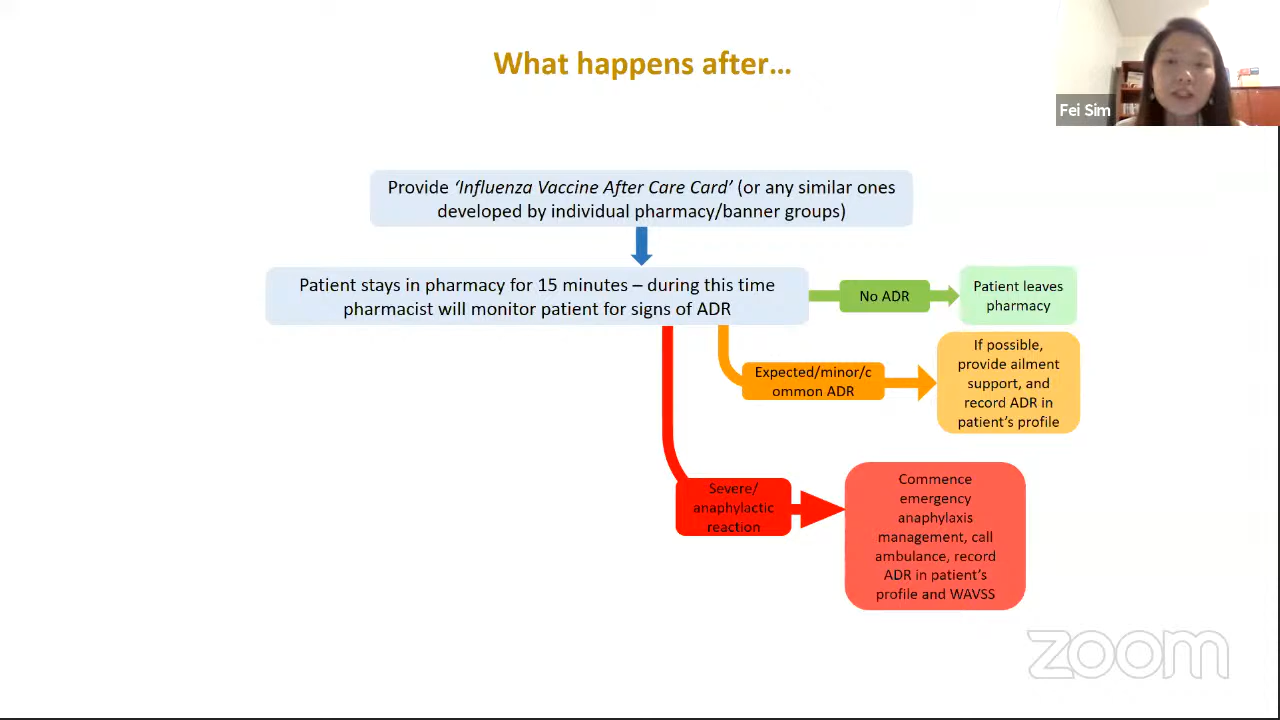 What happens after...
Fei Sim
Provide ‘Influenza Vaccine After Care Card’ (or any similar ones
developed by individual pharmacy/banner groups)
Patient stays in pharmacy for 15 minutes – during this time
pharmacist will monitor patient for signs of ADR
No ADR
Patient leaves
pharmacy
Expected/minor/c
ommon ADR
If possible,
provide ailment
support, and
record ADR in
patient’s profile
Severe/
anaphylactic
reaction
Commence
emergency
anaphylaxis
management, call
ambulance, record
ADR in patient’s
profile and WAVSS
zoom